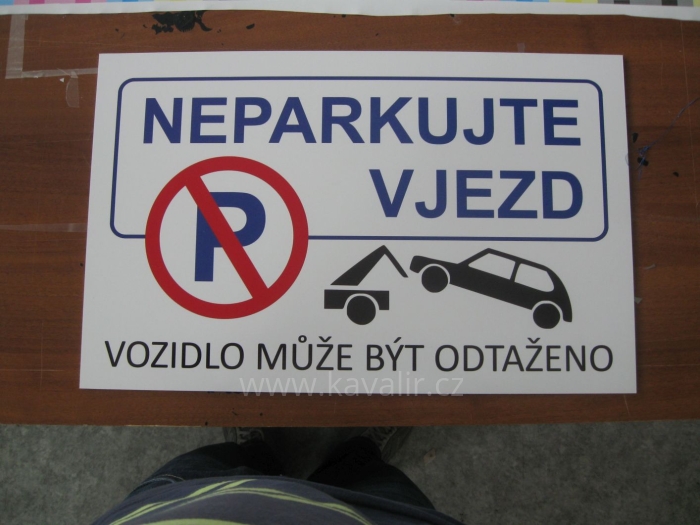 NEPARKUJTE
VJEZD
P
VOZIDLO MŮŽE BÝT ODTAŽENO
www.kavalir.cz